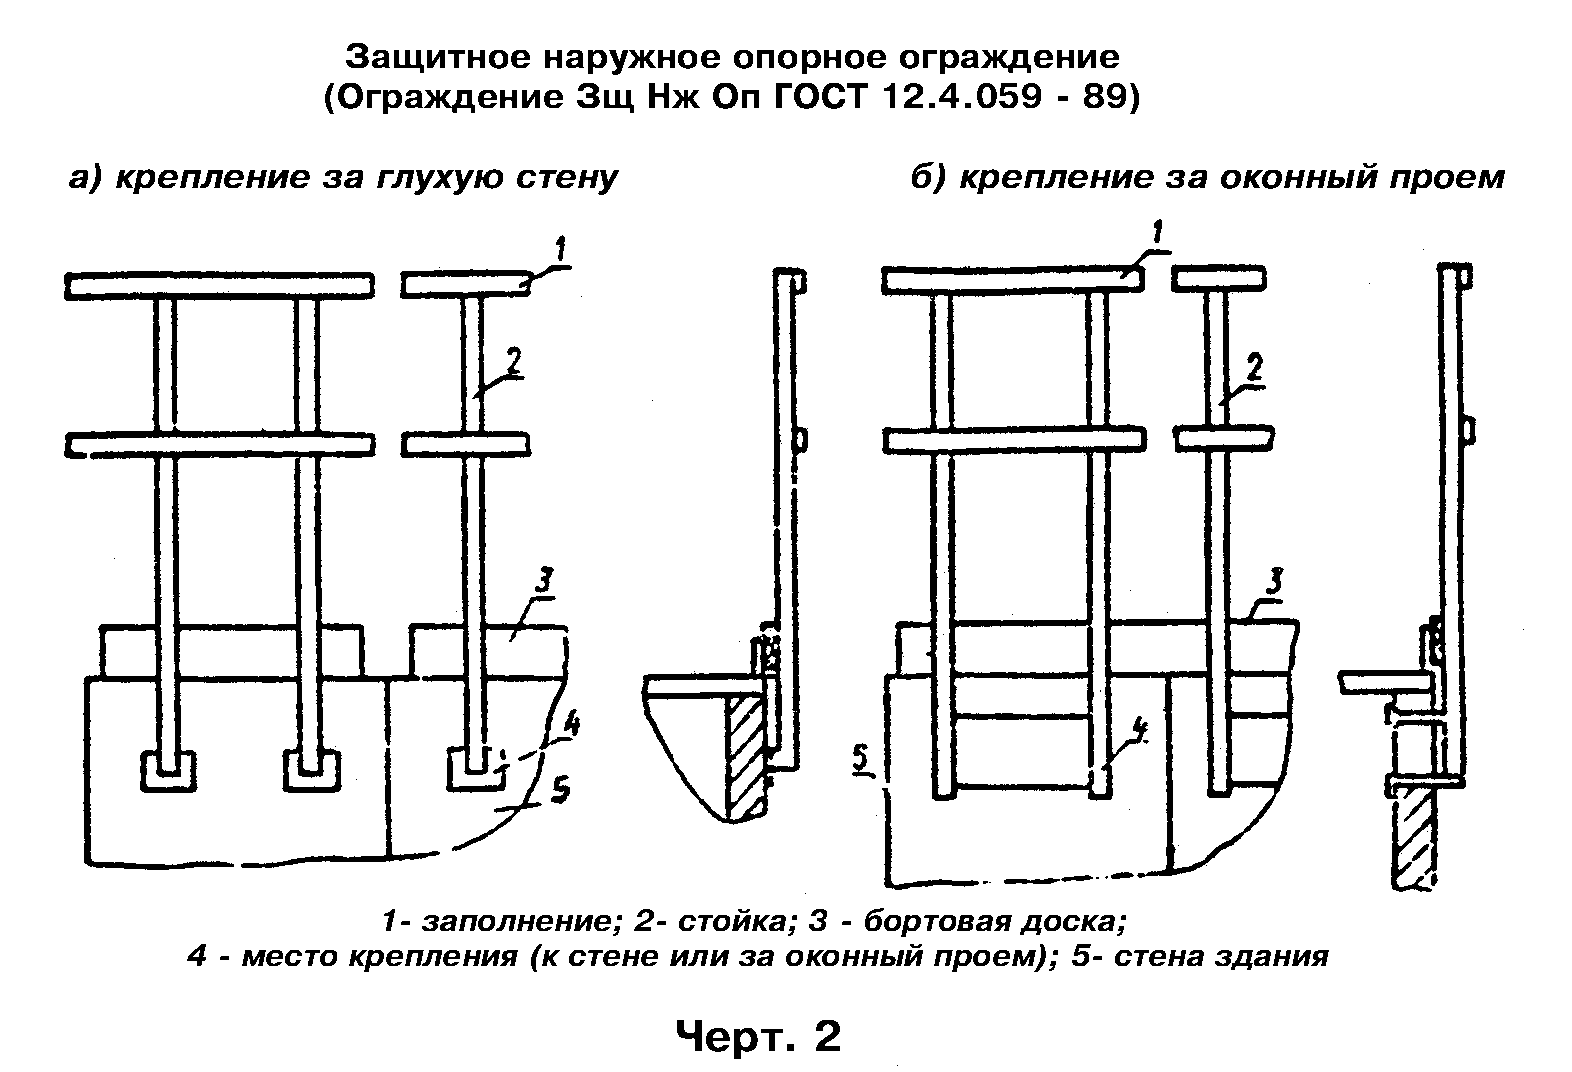 Защитное наружное опорное ограждение
(Ограждение Зщ Нж Оп ГОСТ 12.4.059 - 89)
а) крепление за глухую стену
б) крепление за оконный проем
1
2
3
4
5
1
2
3
4
5
1- заполнение; 2- стойка; 3 - бортовая доска;
4 - место крепления (к стене или за оконный проем); 5- стена здания
Черт. 2